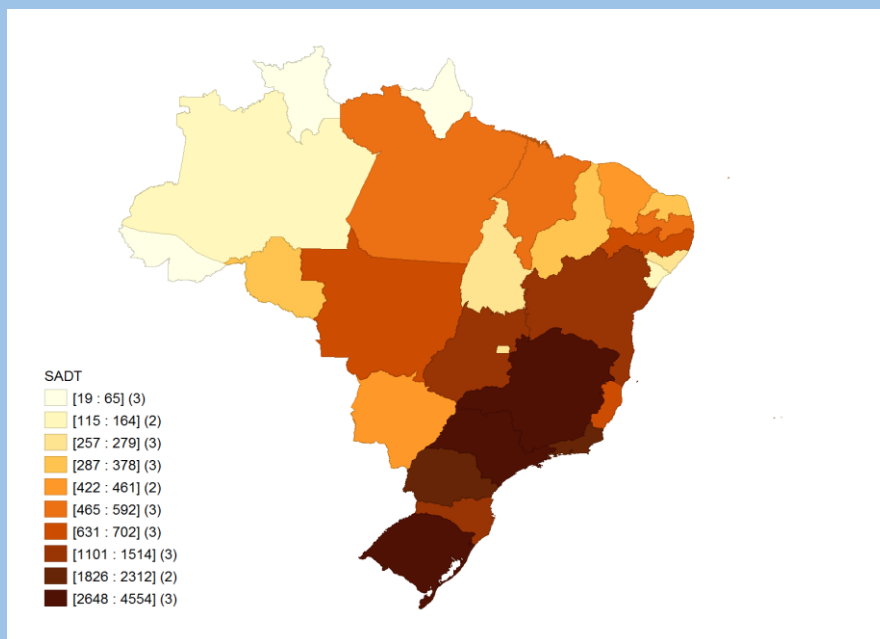 SADT
[19 : 65] (3)
[115 : 164] (2)
[257 : 279] (3)
[287 : 378] (3)
[422 : 461] (2)
[465 : 592] (3)
[631 : 702] (3)
[1101 : 1514] (3)
[1826 : 2312] (2)
[2648 : 4554] (3)